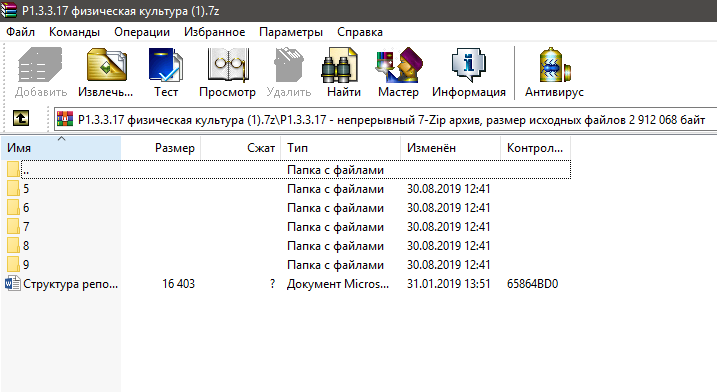 P1.3.3.17 физическая культура (1).7z
Файл Команды Операции Избранное Параметры Справка
Добавить Извлечь... Тест Просмотр Удалить Найти Мастер Информация Антивирус
P1.3.3.17 физическая культура (1).7z\P1.3.3.17 - непрерывный 7-Zip архив, размер исходных файлов 2 912 068 байт
Имя Размер Сжат Тип Изменён Контрол...
.. Папка с файлами
5 Папка с файлами 30.08.2019 12:41
6 Папка с файлами 30.08.2019 12:41
7 Папка с файлами 30.08.2019 12:41
8 Папка с файлами 30.08.2019 12:41
9 Папка с файлами 30.08.2019 12:41
Структура репо... 16 403 ? Документ Micros... 31.01.2019 13:51 65864BD0